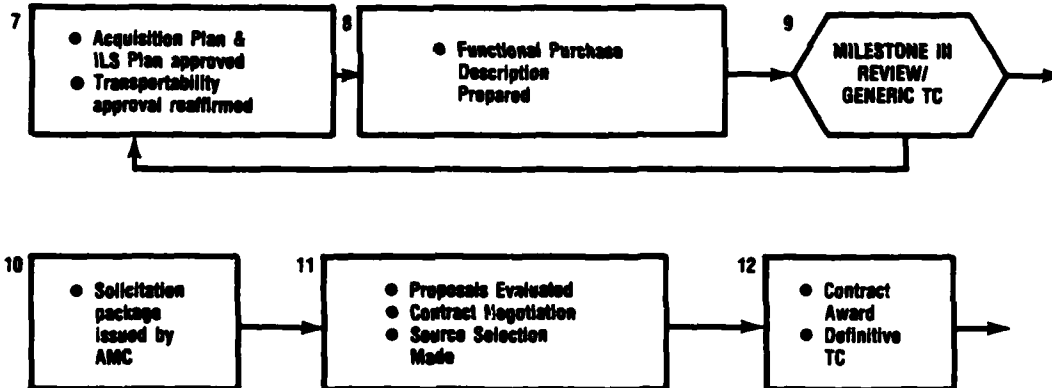 7
● Acquisition Plan &
ILS Plan approved
● Transportability
approval reaffirmed
8
● Functional Purchase
Description
Prepared
9
MILESTONE III
REVIEW/
GENERIC TC
10
● Solicitation
package
issued by
AMC
11
● Proposals Evaluated
● Contract Negotiation
● Source Selection
Made
12
● Contract
Award
● Definitive
TC